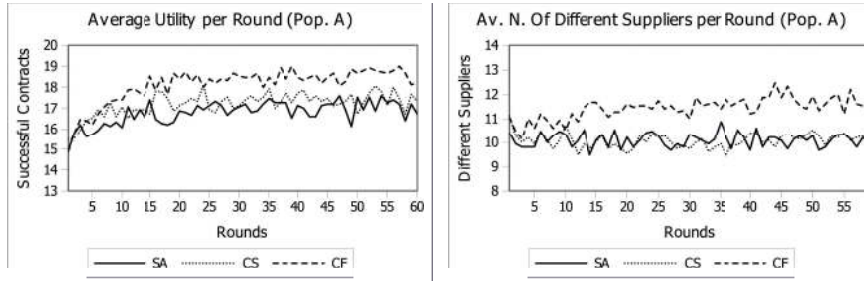 Average Utility per Round (Pop. A)
Successful Contracts
20
19
18
17
16
15
14
13
5 10 15 20 25 30 35 40 45 50 55 60
Rounds
SA CS CF
Av. N. Of Different Suppliers per Round (Pop. A)
Different Suppliers
14
13
12
11
10
9
8
5 10 15 20 25 30 35 40 45 50 55
Rounds
SA CS CF